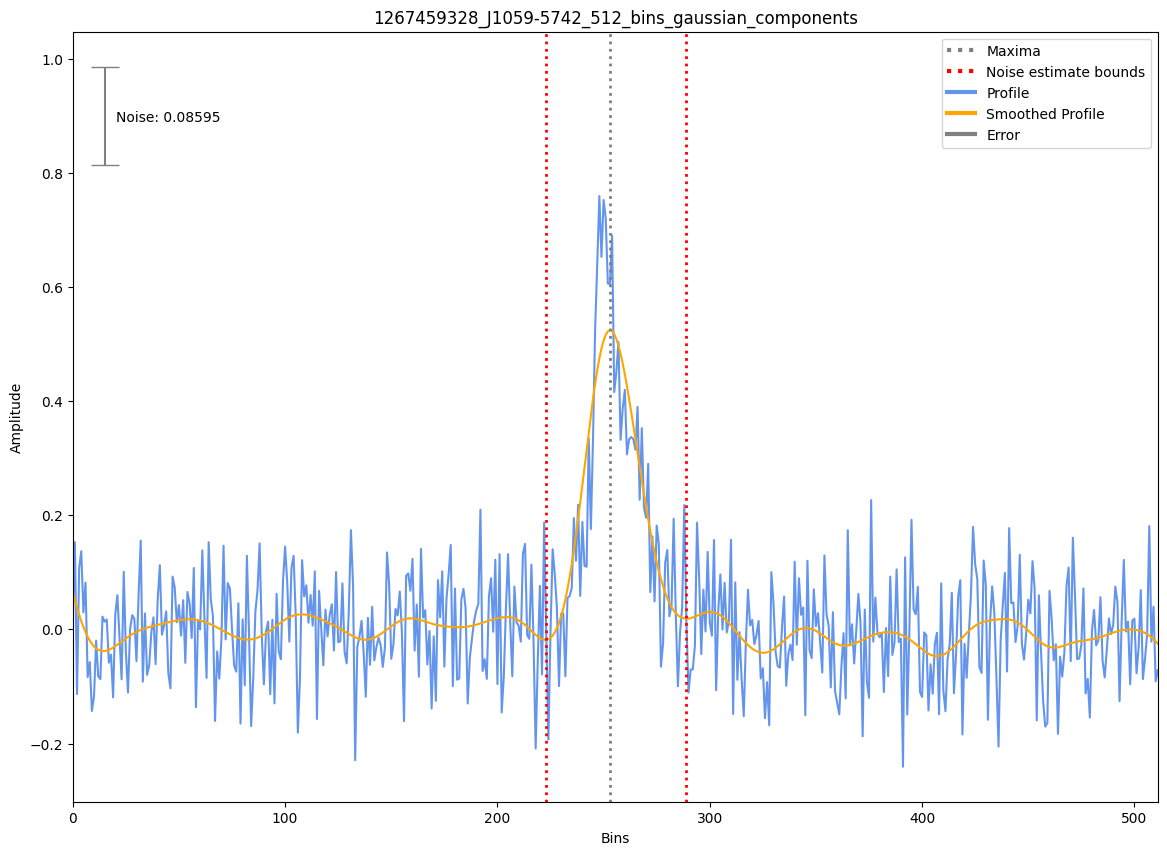 1267459328_J1059-5742_512_bins_gaussian_components
Maxima
Noise estimate bounds
Profile
Smoothed Profile
Error
Noise: 0.08595
1.0
0.8
0.6
0.4
0.2
0.0
−0.2
Amplitude
0
100
200
300
400
500
Bins